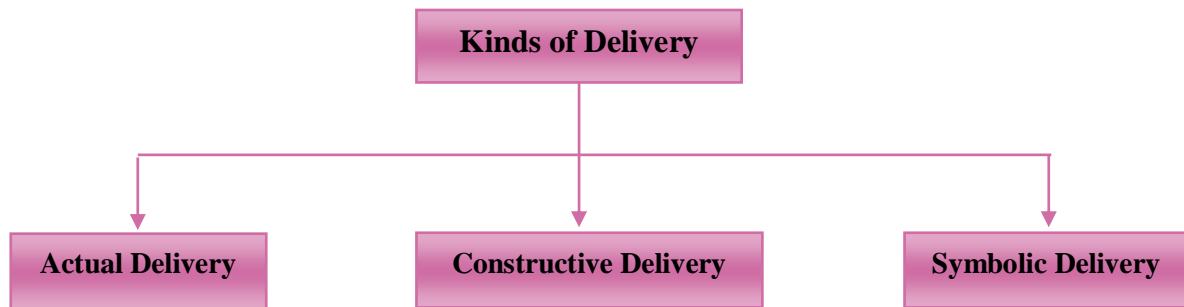 Kinds of Delivery
Actual Delivery
Constructive Delivery
Symbolic Delivery